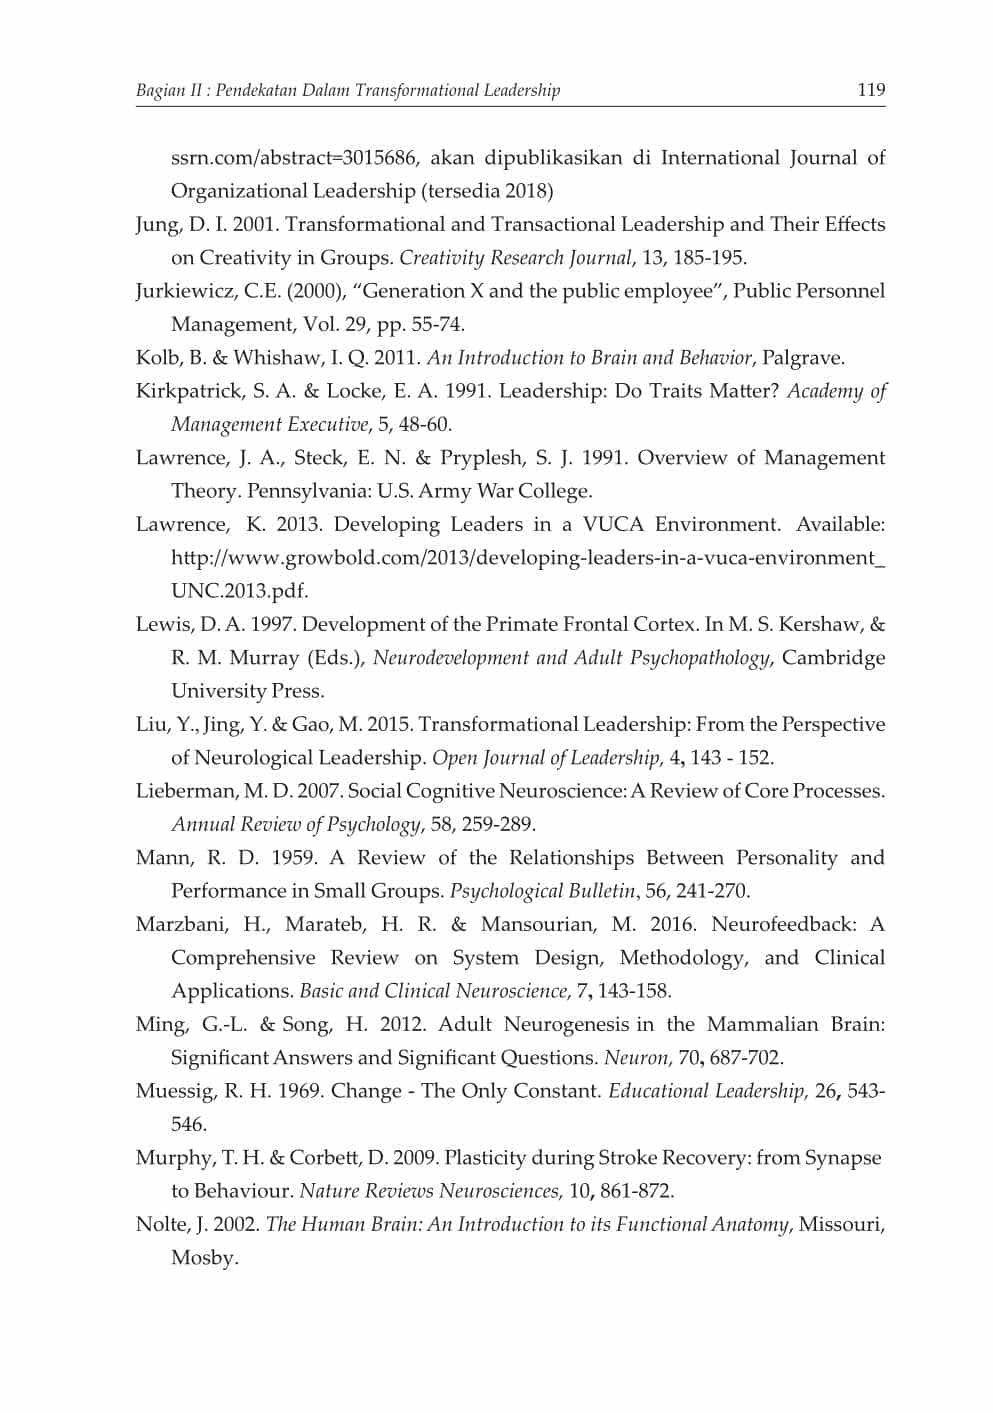 Bagian II : Pendekatan Dalam Transformational Leadership 119
ssrn.com/abstract=3015686, akan dipublikasikan di International Journal of
Organizational Leadership (tersedia 2018)
Jung, D. I. 2001. Transformational and Transactional Leadership and Their Effects
on Creativity in Groups. Creativity Research Journal, 13, 185-195.
Jurkiewicz, C.E. (2000), “Generation X and the public employee”, Public Personnel
Management, Vol. 29, pp. 55-74.
Kolb, B. & Whishaw, I. Q. 2011. An Introduction to Brain and Behavior, Palgrave.
Kirkpatrick, S. A. & Locke, E. A. 1991. Leadership: Do Traits Matter? Academy of
Management Executive, 5, 48-60.
Lawrence, J. A., Steck, E. N. & Pryplesh, S. J. 1991. Overview of Management
Theory. Pennsylvania: U.S. Army War College.
Lawrence, K. 2013. Developing Leaders in a VUCA Environment. Available:
http://www.growbold.com/2013/developing-leaders-in-a-vuca-environment_
UNC.2013.pdf.
Lewis, D. A. 1997. Development of the Primate Frontal Cortex. In M. S. Kershaw, &
R. M. Murray (Eds.), Neurodevelopment and Adult Psychopathology, Cambridge
University Press.
Liu, Y., Jing, Y. & Gao, M. 2015. Transformational Leadership: From the Perspective
of Neurological Leadership. Open Journal of Leadership, 4, 143 - 152.
Lieberman, M. D. 2007. Social Cognitive Neuroscience: A Review of Core Processes.
Annual Review of Psychology, 58, 259-289.
Mann, R. D. 1959. A Review of the Relationships Between Personality and
Performance in Small Groups. Psychological Bulletin, 56, 241-270.
Marzbani, H., Marateb, H. R. & Mansourian, M. 2016. Neurofeedback: A
Comprehensive Review on System Design, Methodology, and Clinical
Applications. Basic and Clinical Neuroscience, 7, 143-158.
Ming, G.-L. & Song, H. 2012. Adult Neurogenesis in the Mammalian Brain:
Significant Answers and Significant Questions. Neuron, 70, 687-702.
Muessig, R. H. 1969. Change - The Only Constant. Educational Leadership, 26, 543-
546.
Murphy, T. H. & Corbett, D. 2009. Plasticity during Stroke Recovery: from Synapse
to Behaviour. Nature Reviews Neurosciences, 10, 861-872.
Nolte, J. 2002. The Human Brain: An Introduction to its Functional Anatomy, Missouri,
Mosby.